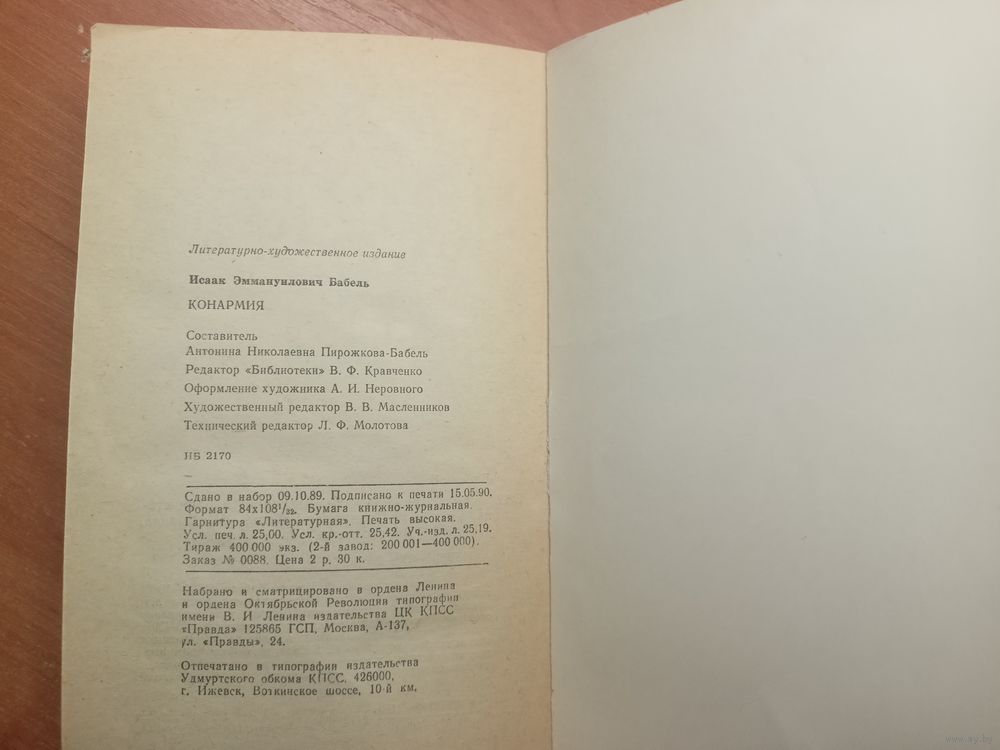 Литературно-художественное издание
Исаак Эммануилович Бабель
КОНАРМИЯ
Составитель
Антонина Николаевна Пирожкова-Бабель
Редактор «Библиотеки» В. Ф. Кравченко
Оформление художника А. И. Неровного
Художественный редактор В. В. Масленников
Технический редактор Л. Ф. Молотова
ИБ 2170
Сдано в набор 09.10.89. Подписано к печати 15.05.90.
Формат 84х108¹/₃₂. Бумага книжно-журнальная.
Гарнитура «Литературная». Печать высокая.
Усл. печ. л. 25,00. Усл. кр.-отт. 25,42. Уч.-изд. л. 25,19.
Тираж 400 000 экз. (2-й завод: 200 001—400 000).
Заказ № 0088. Цена 2 р. 30 к.
Набрано и сматрицировано в ордена Ленина
и ордена Октябрьской Революции типографии
имени В. И Ленина издательства ЦК КПСС
«Правда» 125865 ГСП, Москва, А-137,
ул. «Правды», 24.
Отпечатано в типографии издательства
Удмуртского обкома КПСС, 426000,
г. Ижевск, Воткинское шоссе, 10-й км.
www.ay.by